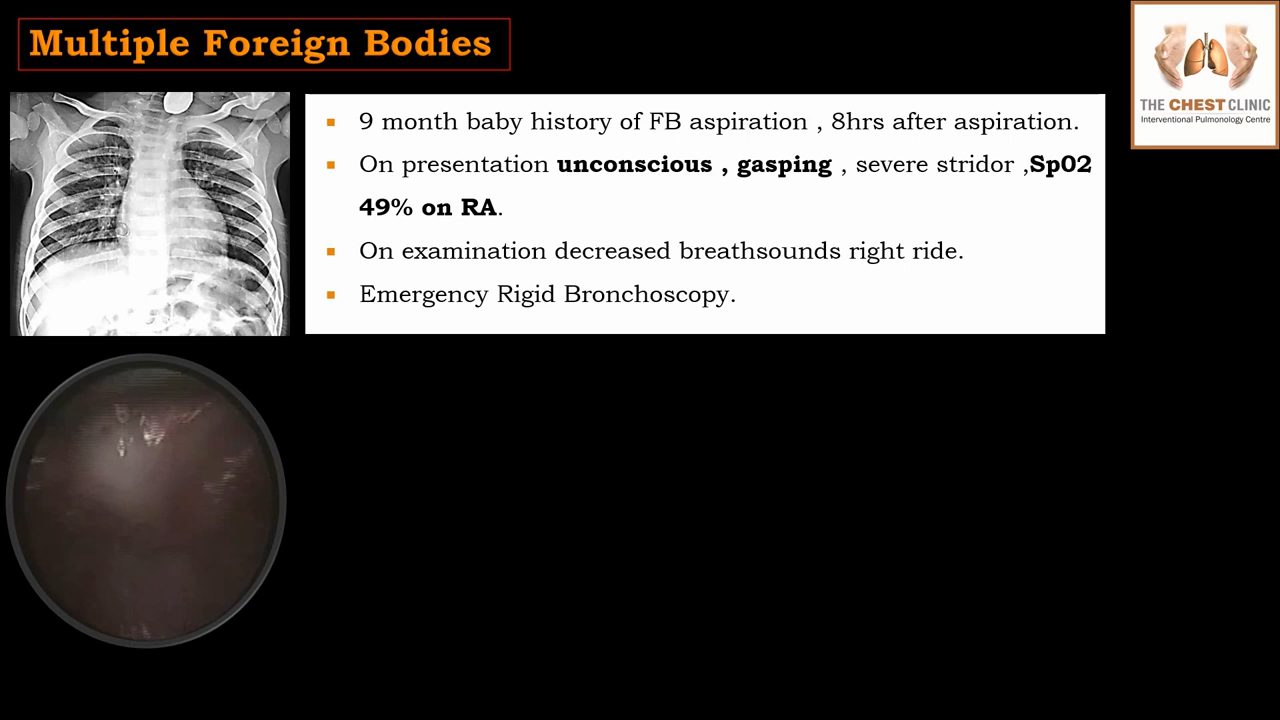 Multiple Foreign Bodies
THE CHEST CLINIC
Interventional Pulmonology Centre
▪ 9 month baby history of FB aspiration , 8hrs after aspiration.
▪ On presentation unconscious , gasping , severe stridor ,Sp02
49% on RA.
▪ On examination decreased breathsounds right ride.
▪ Emergency Rigid Bronchoscopy.